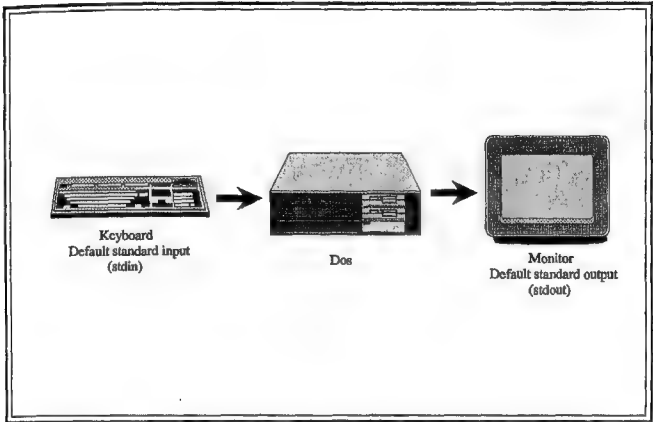 Keyboard
Default standard input
(stdin)
Dos
Monitor
Default standard output
(stdout)